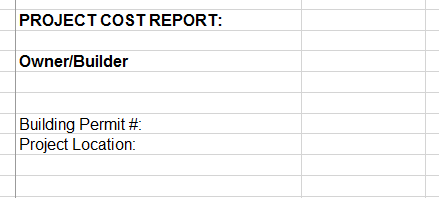 PROJECT COST REPORT:
Owner/Builder
Building Permit #:
Project Location: